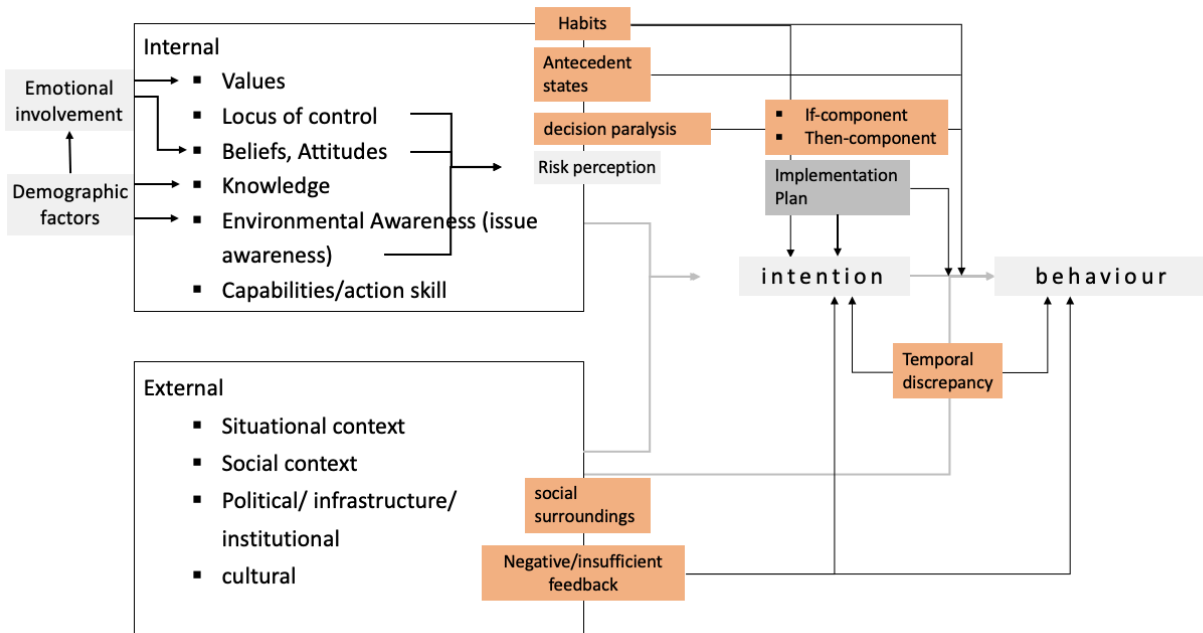 Habits
Internal
Antecedent
states
Values
Emotional
involvement
Locus of control
If-component
Then-component
decision paralysis
Beliefs, Attitudes
Risk perception
Implementation
Plan
Knowledge
Demographic
factors
Environmental Awareness (issue
awareness)
Capabilities/action skill
intention
behaviour
Temporal
discrepancy
External
Situational context
Social context
Political/ infrastructure/
institutional
cultural
social
surroundings
Negative/insufficient
feedback